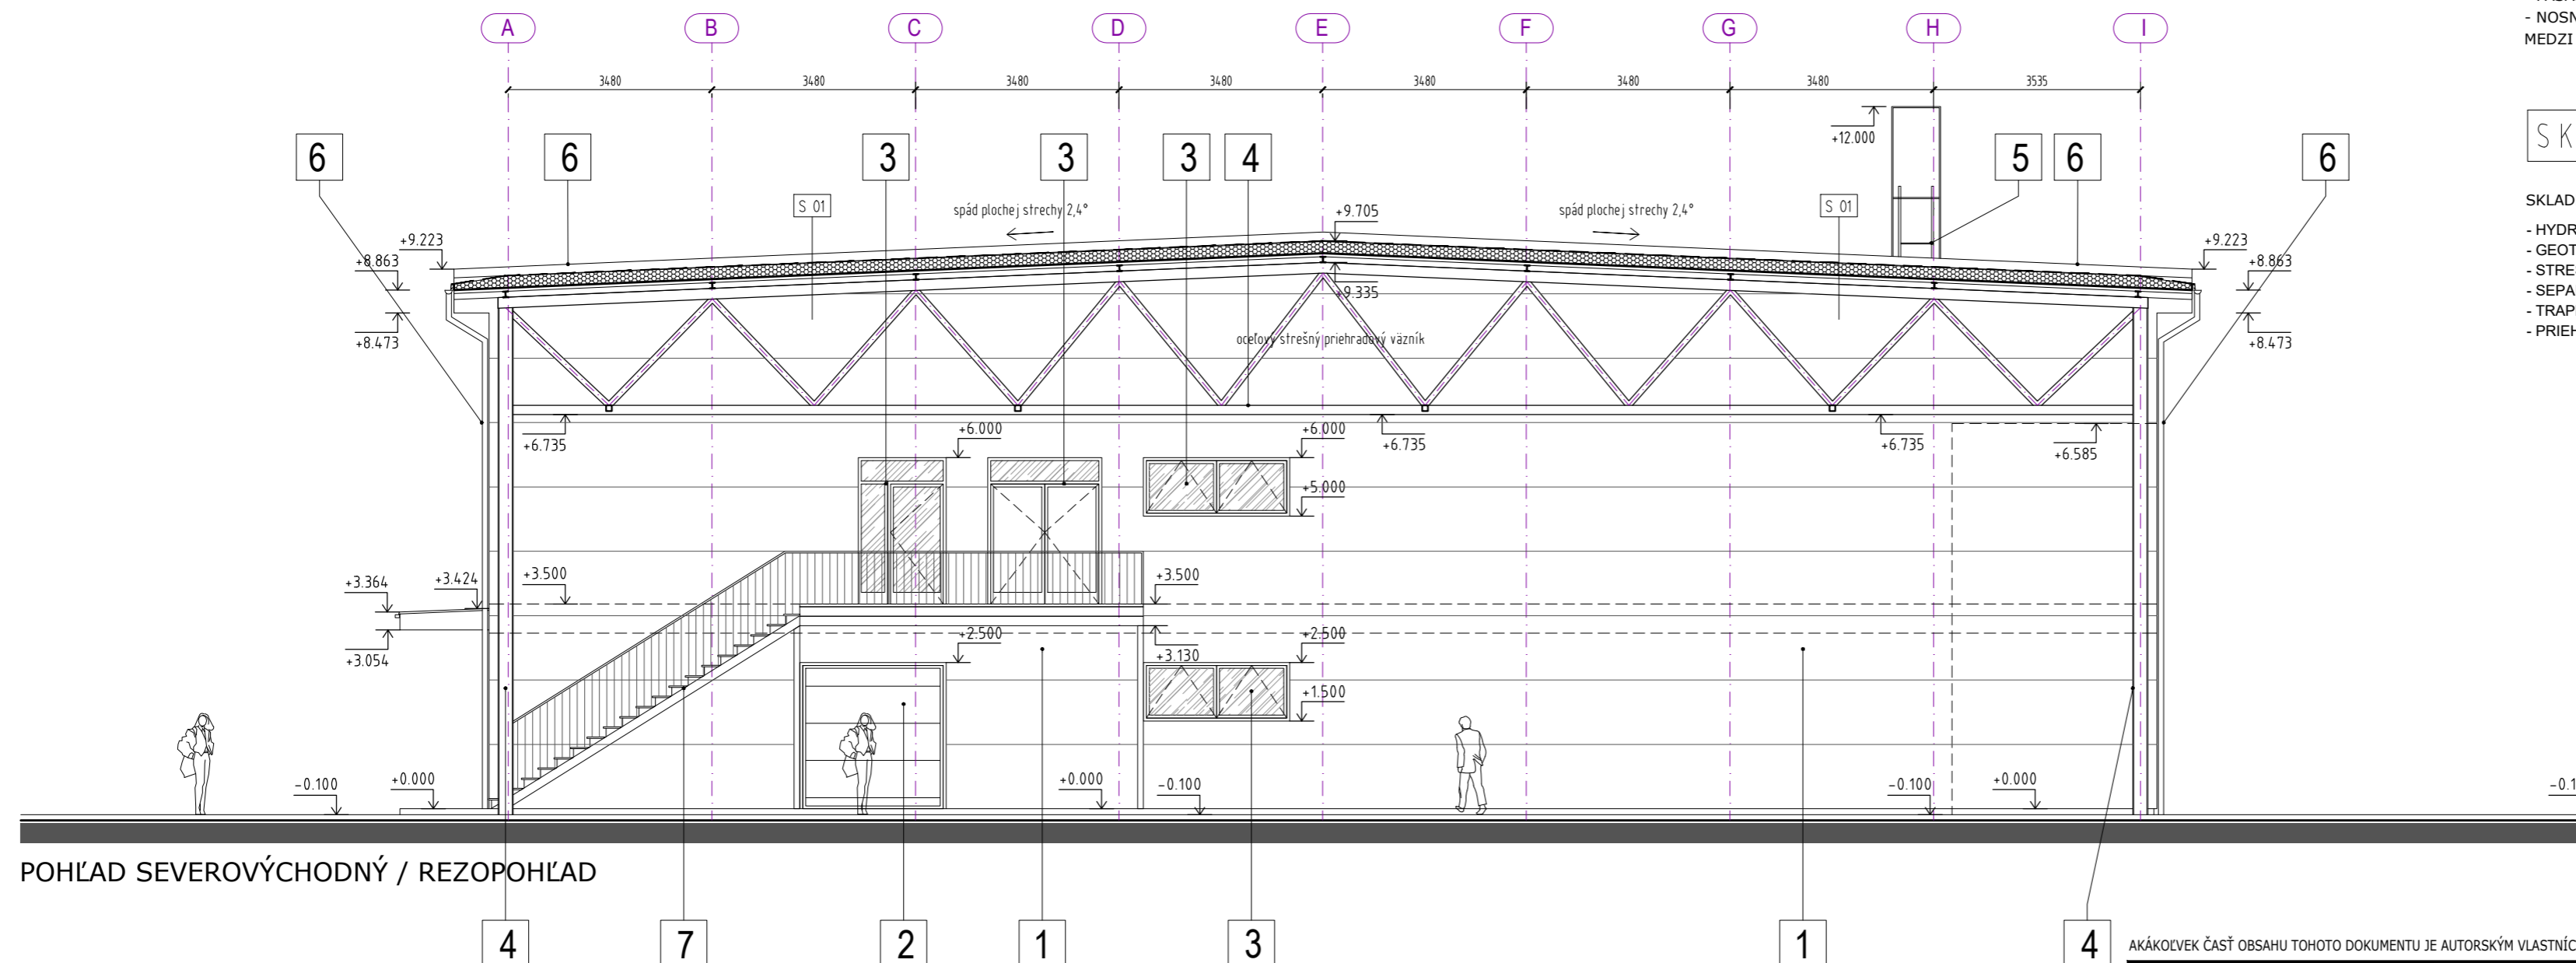 A B C D E F G H I
- NOSN
MEDZI
3480 3480 3480 3480 3480 3480 3480 3535
+12.000
6 6 3 3 3 4 5 6 6
S K
S 01 S 01
SKLAD
spád plochej strechy 2,4° spád plochej strechy 2,4°
+9.705
- HYDR
- GEOT
- STRE
- SEPA
- TRAP
- PRIEH
+9.223 +9.223
+8.863 +8.863
+9.335
oceľový strešný priehradový väzník
+8.473 +8.473
+6.735 +6.735 +6.735 +6.585
+6.000 +6.000
+5.000
+3.364 +3.424 +3.500 +3.500
+2.500 +2.500
+3.054 +3.130
+1.500
-0.100 +0.000 +0.000 -0.100 -0.100 +0.000 -0.1
POHĽAD SEVEROVÝCHODNÝ / REZOPOHĽAD
4 7 2 1 3 1 4
AKÁKOĽVEK ČASŤ OBSAHU TOHOTO DOKUMENTU JE AUTORSKÝM VLASTNÍC